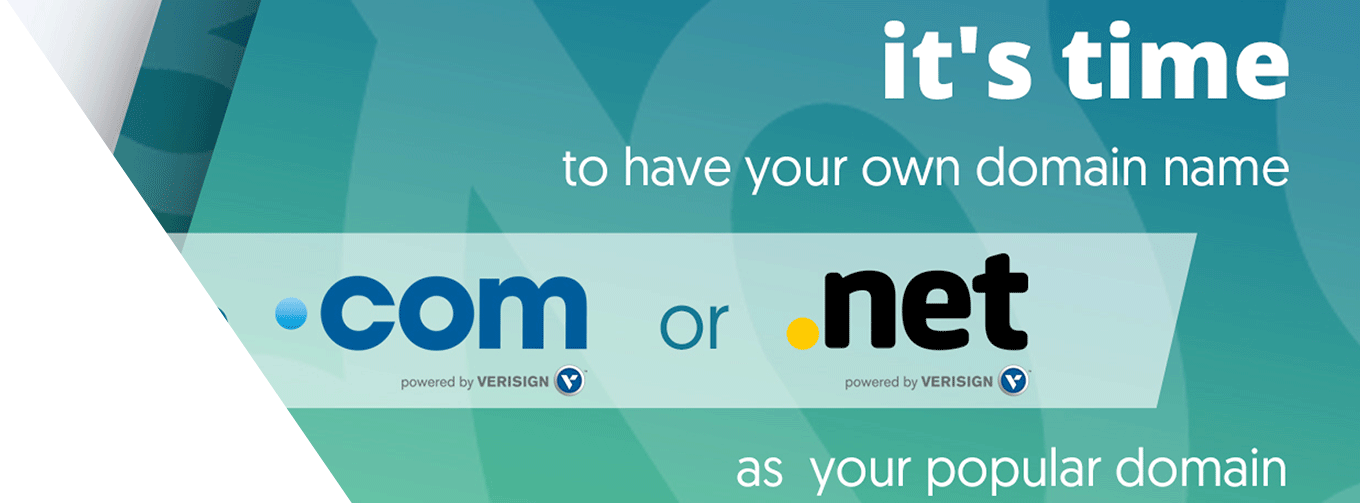 it's time
to have your own domain name
.com or .net
powered by VERISIGN powered by VERISIGN
as your popular domain